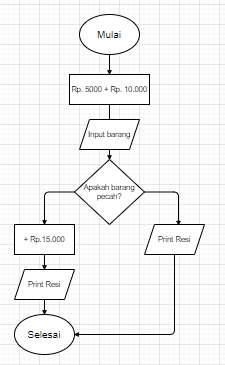 Mulai
Rp. 5000 + Rp. 10.000
Input barang
Apakah barang
pecah?
+ Rp.15.000
Print Resi
Print Resi
Selesai